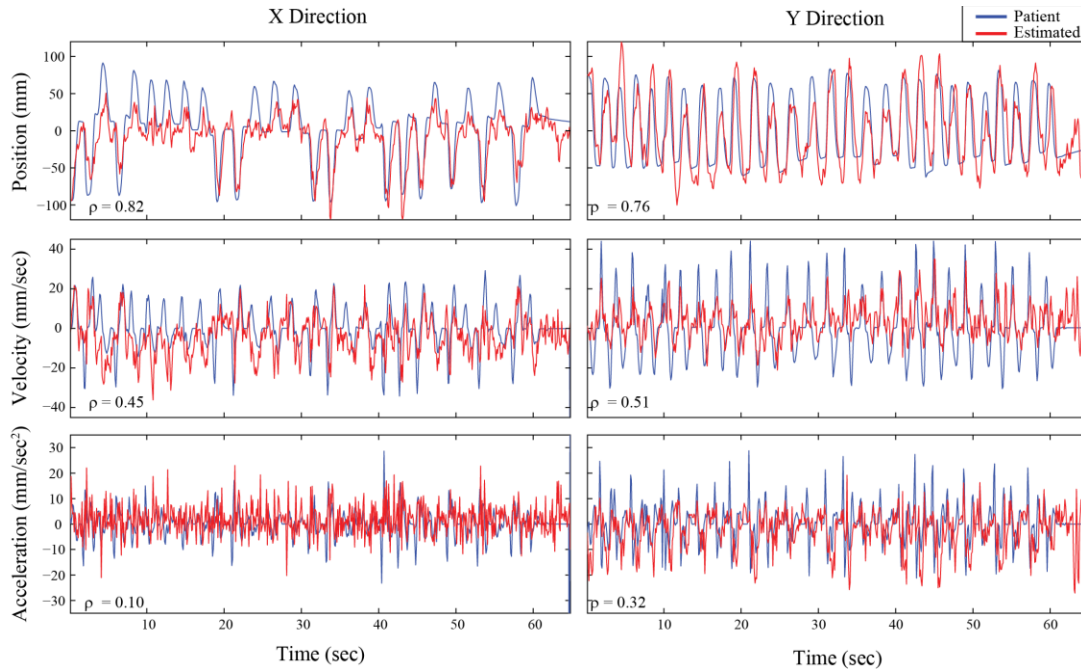 X Direction
Y Direction
Patient
Estimated
Position (mm)
100
50
0
−50
−100
ρ = 0.82
p = 0.76
Velocity (mm/sec)
40
20
0
−20
−40
ρ = 0.45
p = 0.51
Acceleration (mm/sec²)
30
20
10
0
−10
−20
−30
ρ = 0.10
p = 0.32
10 20 30 40 50 60
10 20 30 40 50 60
Time (sec)
Time (sec)